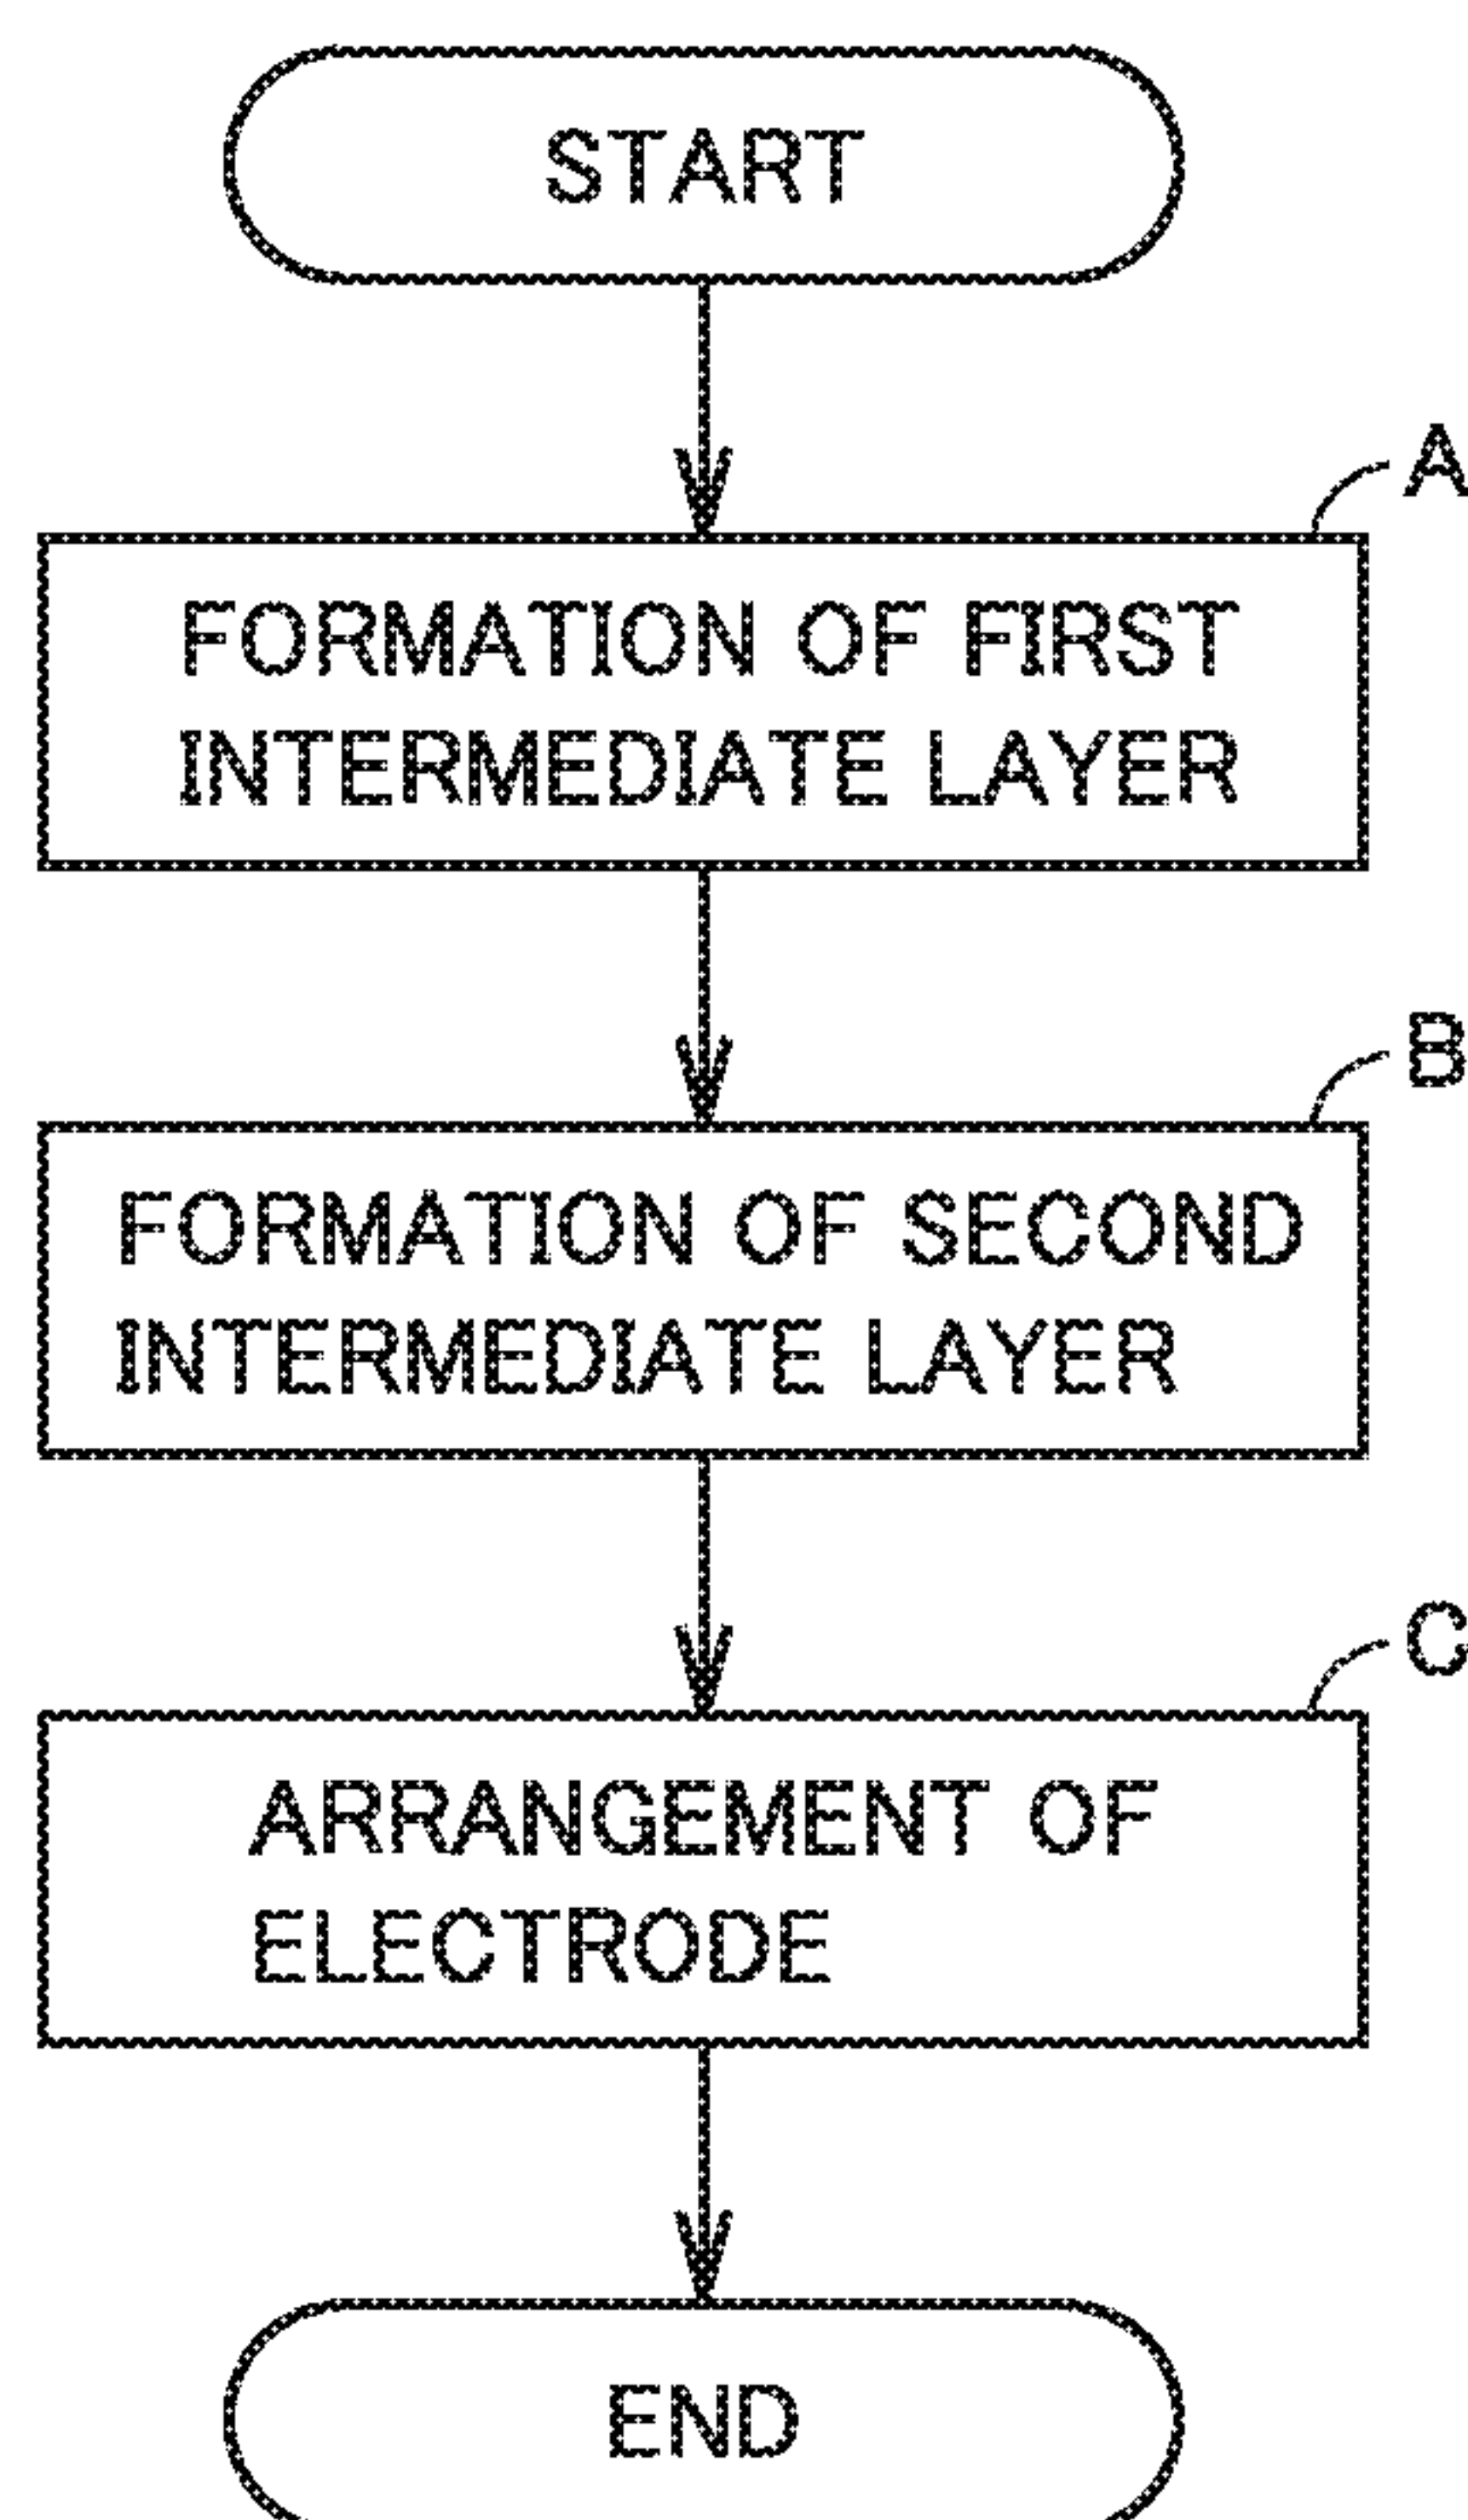 START
A
FORMATION OF FIRST
INTERMEDIATE LAYER
B
FORMATION OF SECOND
INTERMEDIATE LAYER
C
ARRANGEMENT OF
ELECTRODE
END